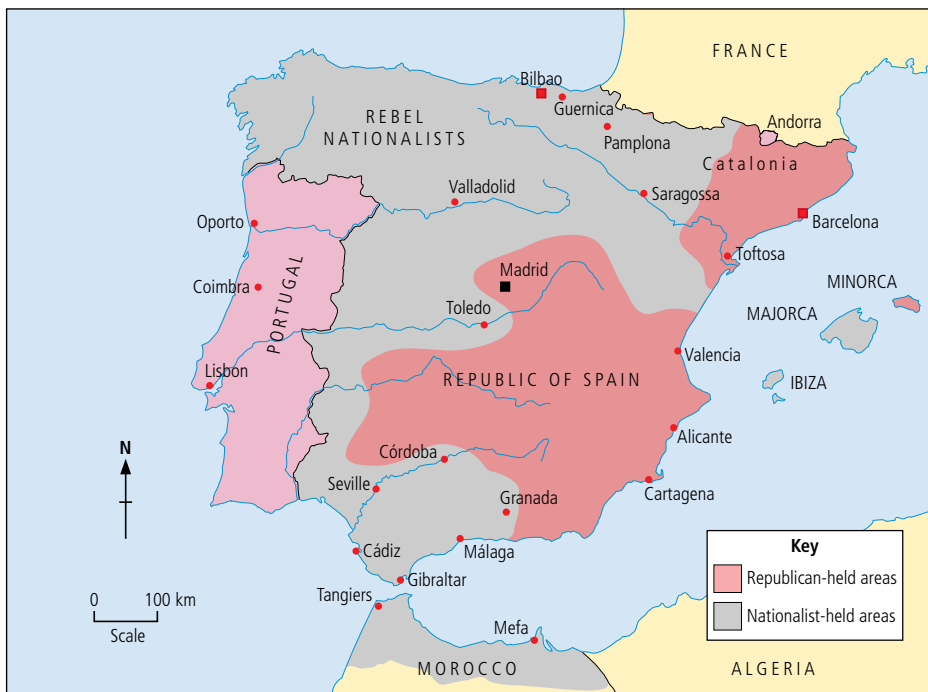 FRANCE
Bilbao
Guernica
REBEL
NATIONALISTS
Pamplona
Andorra
Catalonia
Valladolid
Saragossa
Oporto
Barcelona
Toftosa
Madrid
MINORCA
Coimbra
PORTUGAL
MAJORCA
Toledo
Valencia
Lisbon
REPUBLIC OF SPAIN
IBIZA
Alicante
N
Córdoba
Seville
Cartagena
Granada
Key
Republican-held areas
Nationalist-held areas
Cádiz
Málaga
Gibraltar
Tangiers
0 100 km
Scale
Mefa
MOROCCO
ALGERIA